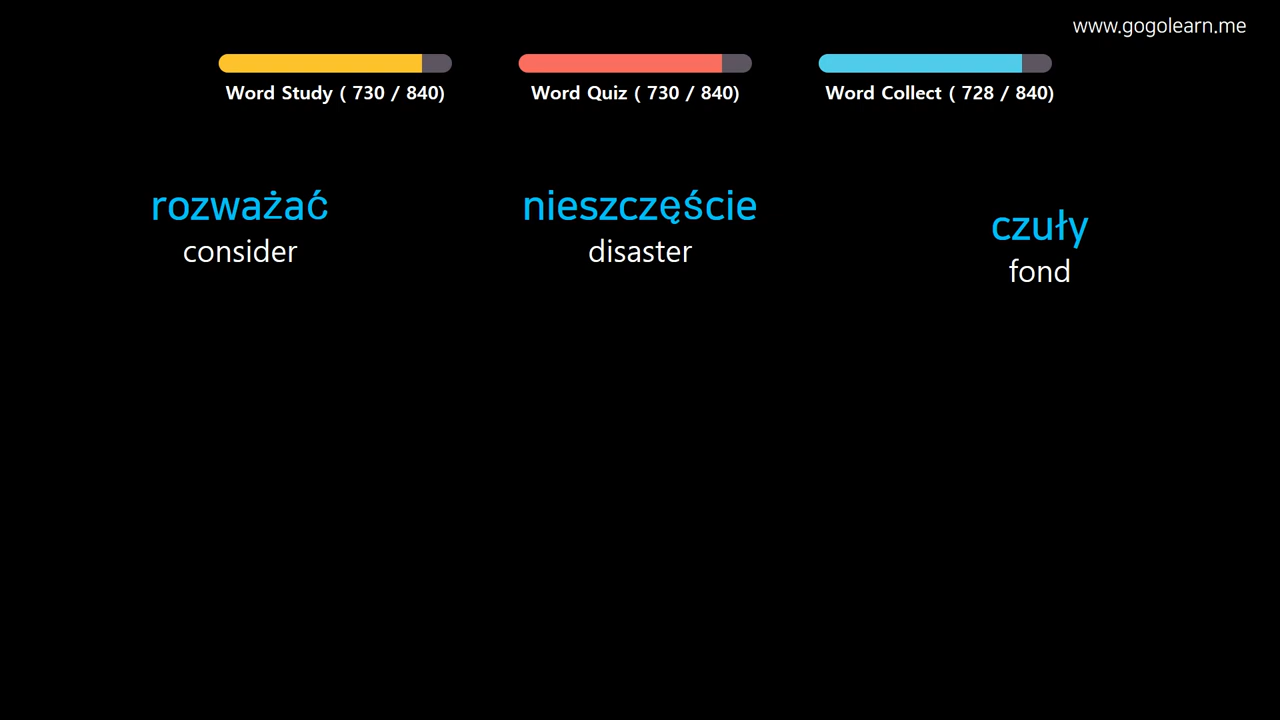 www.gogolearn.me
Word Study ( 730 / 840)
Word Quiz ( 730 / 840)
Word Collect ( 728 / 840)
rozważać
consider
nieszczęście
disaster
czuły
fond